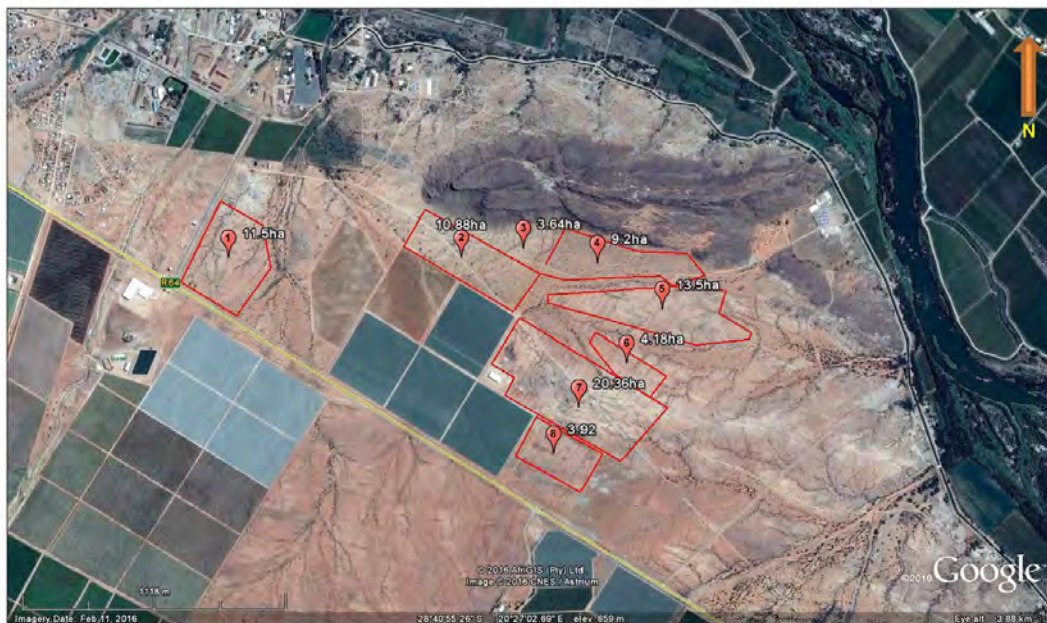 N
1
11.5ha
10.88ha
2
3
3.64ha
4
9.2ha
5
13.5ha
6
4.18ha
7
20.36ha
8
3.92
R64
© 2016 AfriGIS (Pty) Ltd.
Image © 2016 CNES / Astrium
©2016 Google
1118 m
Imagery Date: Feb 11, 2016
28°40'55.26" S 20°27'02.69" E elev 659 m
Eye alt 3.88 km